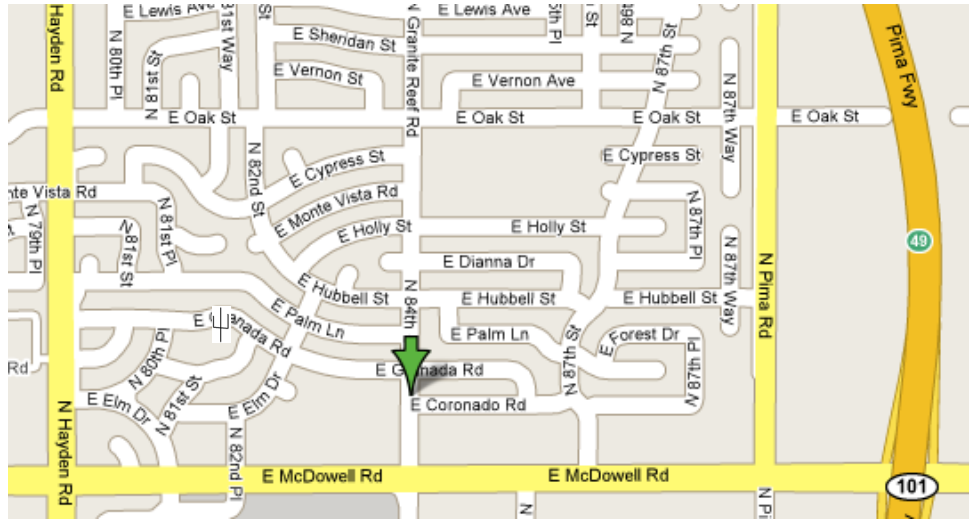 E Lewis Ave
E Sheridan St
E Vernon St
E Vernon Ave
N 80th Pl
N 81st St
81st Way
Hayden Rd
N Granite Reef Rd
N 87th St
N 87th Way
Pima Fwy
E Oak St
E Oak St
E Oak St
N 82nd St
E Cypress St
E Cypress St
nte Vista Rd
E Monte Vista Rd
N 79th Pl
N 81st Pl
N 81st St
E Holly St
E Holly St
N 87th Pl
N 87th Way
49
E Dianna Dr
N Pima Rd
E Hubbell St
E Hubbell St
E Hubbell St
N 84th
E Palm Ln
E Palm Ln
E Forest Dr
N 80th Pl
Rd
E Granada Rd
N 87th St
N 87th Pl
E Elm Dr
N 81st St
E Elm Dr
E Coronado Rd
N Hayden Rd
N 82nd Pl
E McDowell Rd
E McDowell Rd
101
N
N Pi